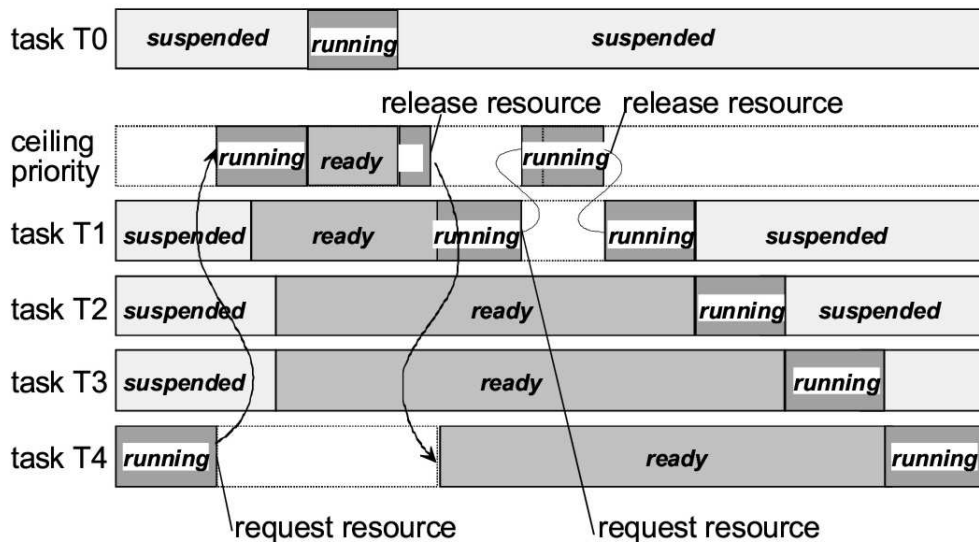 task T0 suspended running suspended
release resource release resource
ceiling priority running ready running
task T1 suspended ready running running suspended
task T2 suspended ready running suspended
task T3 suspended ready running
task T4 running ready running
request resource request resource